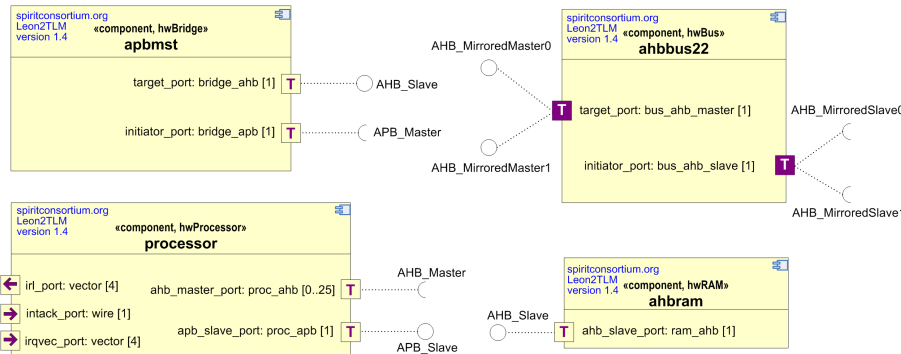 spiritconsortium.org
Leon2TLM
version 1.4
«component, hwBridge»
apbmst
target_port: bridge_ahb [1]
T
AHB_Slave
initiator_port: bridge_apb [1]
T
APB_Master
AHB_MirroredMaster0
AHB_MirroredMaster1
spiritconsortium.org
Leon2TLM
version 1.4
«component, hwBus»
ahbbus22
T
target_port: bus_ahb_master [1]
initiator_port: bus_ahb_slave [1]
T
AHB_MirroredSlave0
AHB_MirroredSlave
spiritconsortium.org
Leon2TLM
version 1.4
«component, hwProcessor»
processor
irl_port: vector [4]
intack_port: wire [1]
irqvec_port: vector [4]
ahb_master_port: proc_ahb [0..25]
T
AHB_Master
apb_slave_port: proc_apb [1]
T
APB_Slave
spiritconsortium.org
Leon2TLM
version 1.4
«component, hwRAM»
ahbram
AHB_Slave
T
ahb_slave_port: ram_ahb [1]